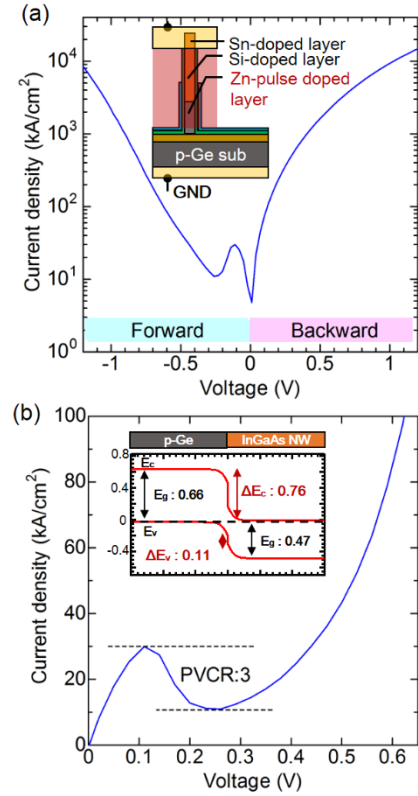 (a)
Sn-doped layer
Si-doped layer
Zn-pulse doped
layer
p-Ge sub
GND
Current density (kA/cm²)
10⁴
10³
10²
10¹
10⁰
Forward
Backward
-1 -0.5 0 0.5 1
Voltage (V)
(b)
p-Ge
InGaAs NW
0.8
0
-0.4
Ec
Eg : 0.66
ΔEc : 0.76
Ev
ΔEv : 0.11
Eg : 0.47
PVCR:3
Current density (kA/cm²)
100
80
60
40
20
0
0.0 0.1 0.2 0.3 0.4 0.5 0.6
Voltage (V)